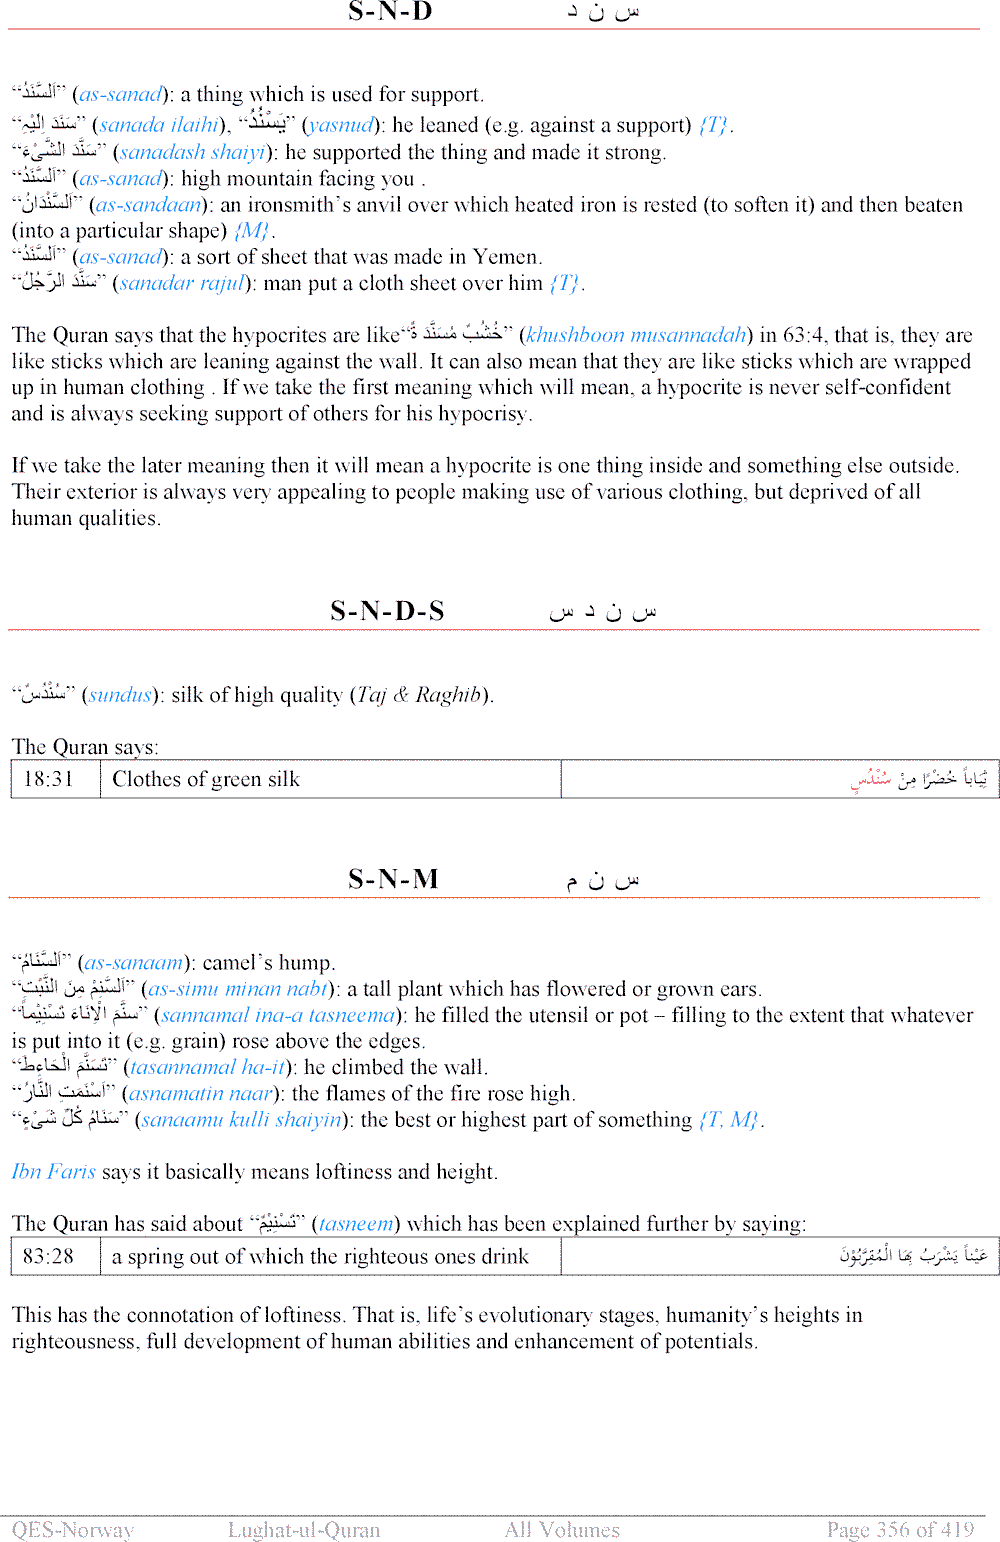 S-N-D س ن د
“اَلسَّنَدُ” (as-sanad): a thing which is used for support.
“سَنَدَ اِلَيْہِ” (sanada ilaihi), “يَسْنُدُ” (yasnud): he leaned (e.g. against a support) {T}.
“سَنَّدَ الشَّیْءَ” (sanadash shaiyi): he supported the thing and made it strong.
“اَلسَّنَدُ” (as-sanad): high mountain facing you .
“اَلسَّنْدَانُ” (as-sandaan): an ironsmith’s anvil over which heated iron is rested (to soften it) and then beaten
(into a particular shape) {M}.
“اَلسَّنَدُ” (as-sanad): a sort of sheet that was made in Yemen.
“سَنَّدَ الرَّجُلُ” (sanadar rajul): man put a cloth sheet over him {T}.
The Quran says that the hypocrites are like“خُشُبٌ مُسَنَّدَ ةٌ” (khushboon musannadah) in 63:4, that is, they are
like sticks which are leaning against the wall. It can also mean that they are like sticks which are wrapped
up in human clothing . If we take the first meaning which will mean, a hypocrite is never self-confident
and is always seeking support of others for his hypocrisy.
If we take the later meaning then it will mean a hypocrite is one thing inside and something else outside.
Their exterior is always very appealing to people making use of various clothing, but deprived of all
human qualities.
S-N-D-S س ن د س
“سُنْدُسٌ” (sundus): silk of high quality (Taj & Raghib).
The Quran says:
18:31 Clothes of green silk ثِيَاباً خُضْرًا مِنْ سُنْدُسٍ
S-N-M س ن م
“اَلسَّنَامُ” (as-sanaam): camel’s hump.
“اَلسَّنِمُ مِنَ النَّبْتِ” (as-simu minan nabt): a tall plant which has flowered or grown ears.
“سَنَّمَ الْاِنَاءَ تَسْنِيْماً” (sannamal ina-a tasneema): he filled the utensil or pot – filling to the extent that whatever
is put into it (e.g. grain) rose above the edges.
“تَسَنَّمَ الْحَاءِطَ” (tasannamal ha-it): he climbed the wall.
“اَسْنَمَتِ النَّارُ” (asnamatin naar): the flames of the fire rose high.
“سَنَامُ كُلِّ شَیْءٍ” (sanaamu kulli shaiyin): the best or highest part of something {T, M}.
Ibn Faris says it basically means loftiness and height.
The Quran has said about “تَسْنِيْمٌ” (tasneem) which has been explained further by saying:
83:28 a spring out of which the righteous ones drink عَيْناً يَشْرَبُ بِهَا الْمُقَرَّبُوْنَ
This has the connotation of loftiness. That is, life’s evolutionary stages, humanity’s heights in
righteousness, full development of human abilities and enhancement of potentials.
QES-Norway Lughat-ul-Quran All Volumes Page 356 of 419